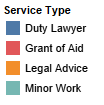 Service Type
Duty Lawyer
Grant of Aid
Legal Advice
Minor Work